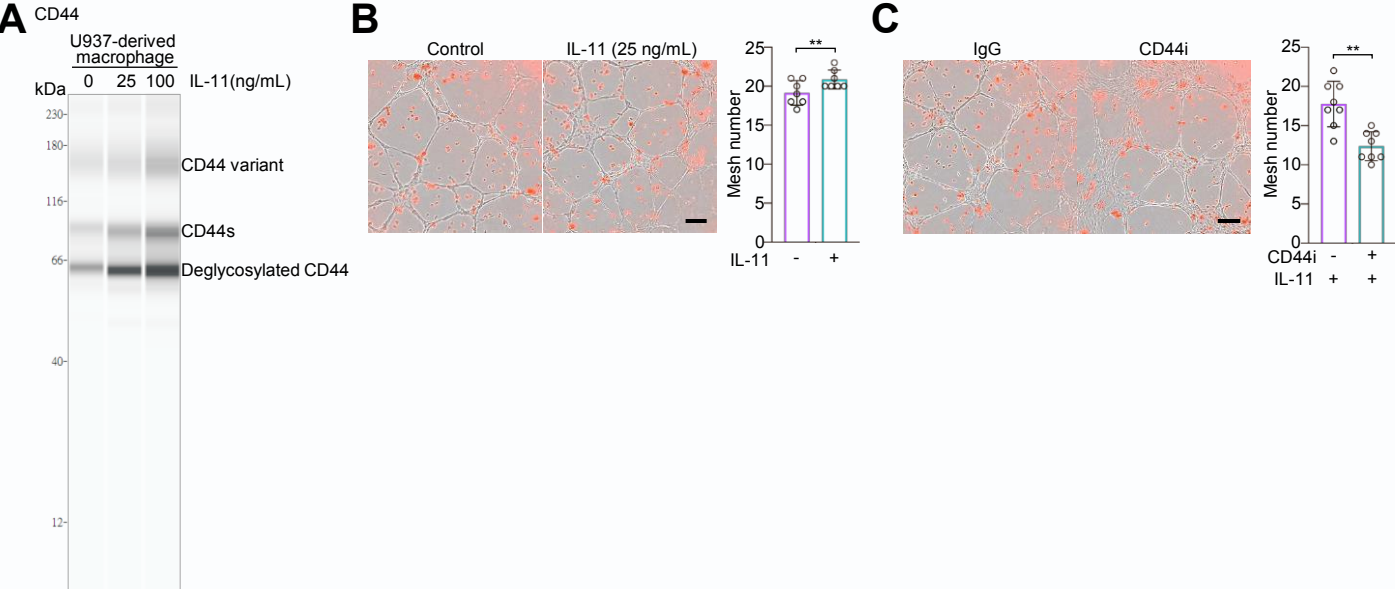 A
CD44
U937-derived
macrophage
0 25 100 IL-11(ng/mL)
kDa
230-
180-
CD44 variant
116-
CD44s
66-
Deglycosylated CD44
40-
12-
B
Control
IL-11 (25 ng/mL)
**
Mesh number
25
20
15
10
5
0
IL-11 - +
C
IgG
CD44i
**
Mesh number
25
20
15
10
5
0
CD44i - +
IL-11 + +